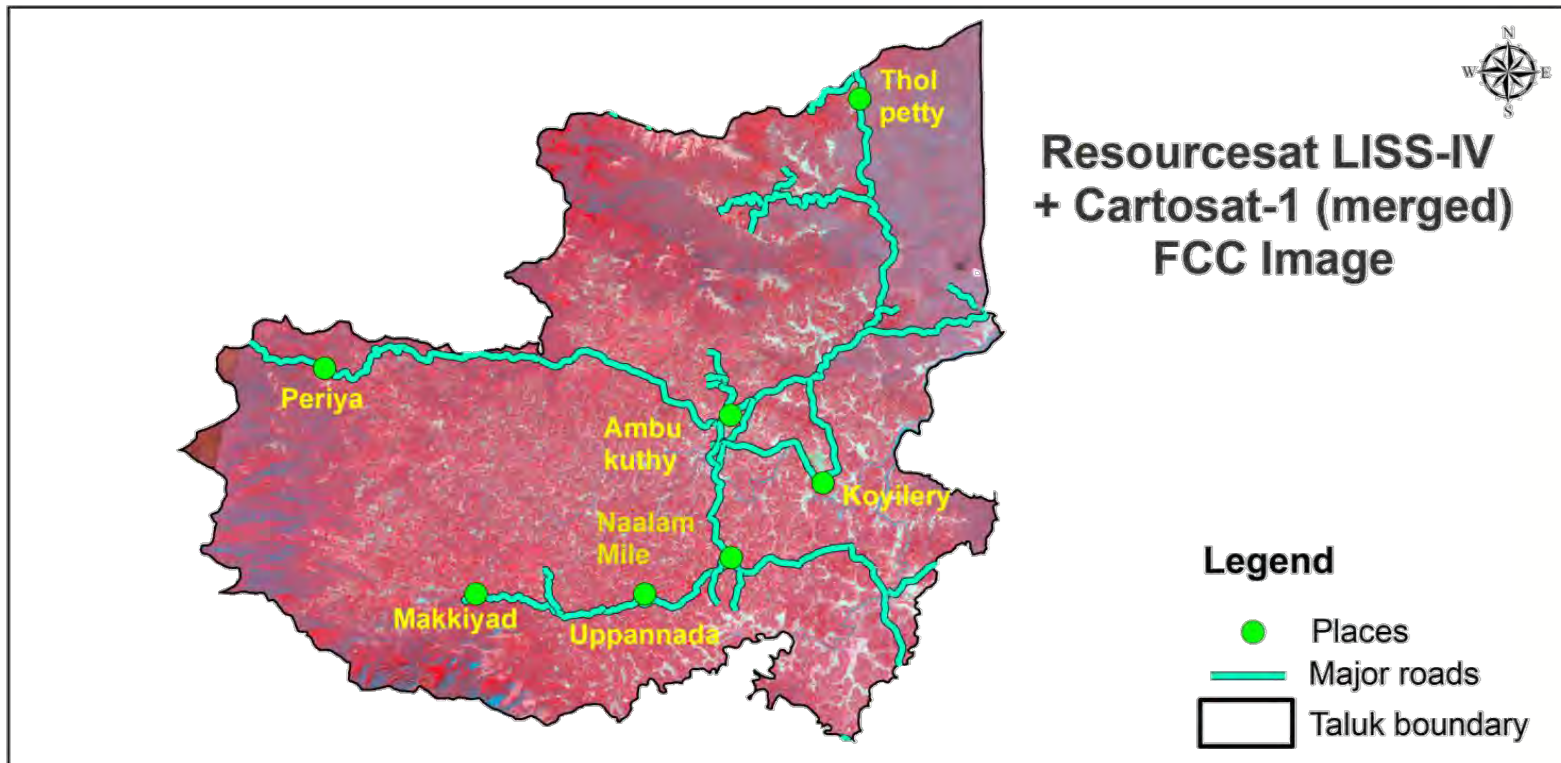 N
W E
S
Resourcesat LISS-IV
+ Cartosat-1 (merged)
FCC Image
Thol
petty
Periya
Ambu
kuthy
Koyilery
Naalam
Mile
Makkiyad
Uppannada
Legend
Places
Major roads
Taluk boundary